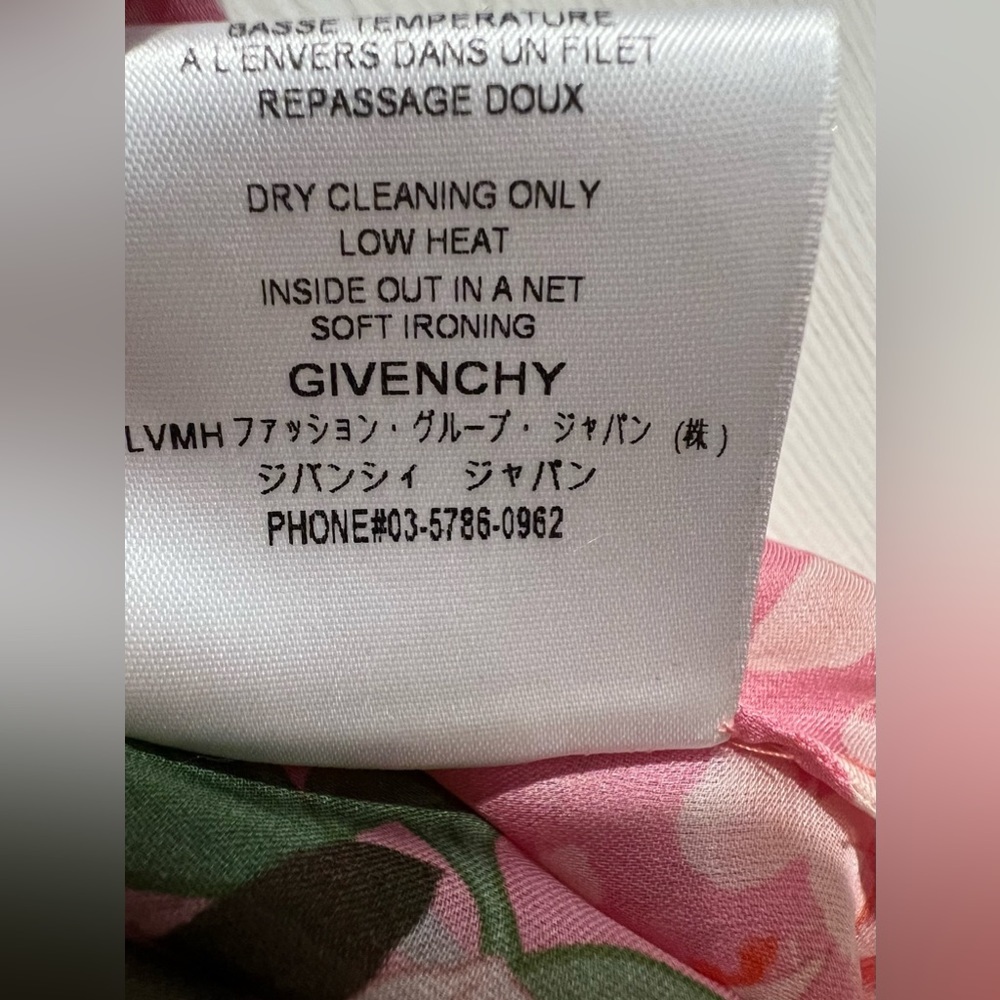 BASSE TEMPERATURE
A L'ENVERS DANS UN FILET
REPASSAGE DOUX
DRY CLEANING ONLY
LOW HEAT
INSIDE OUT IN A NET
SOFT IRONING
GIVENCHY
LVMH ファッション・グループ・ ジャパン (株)
ジバンシィ ジャパン
PHONE#03-5786-0962